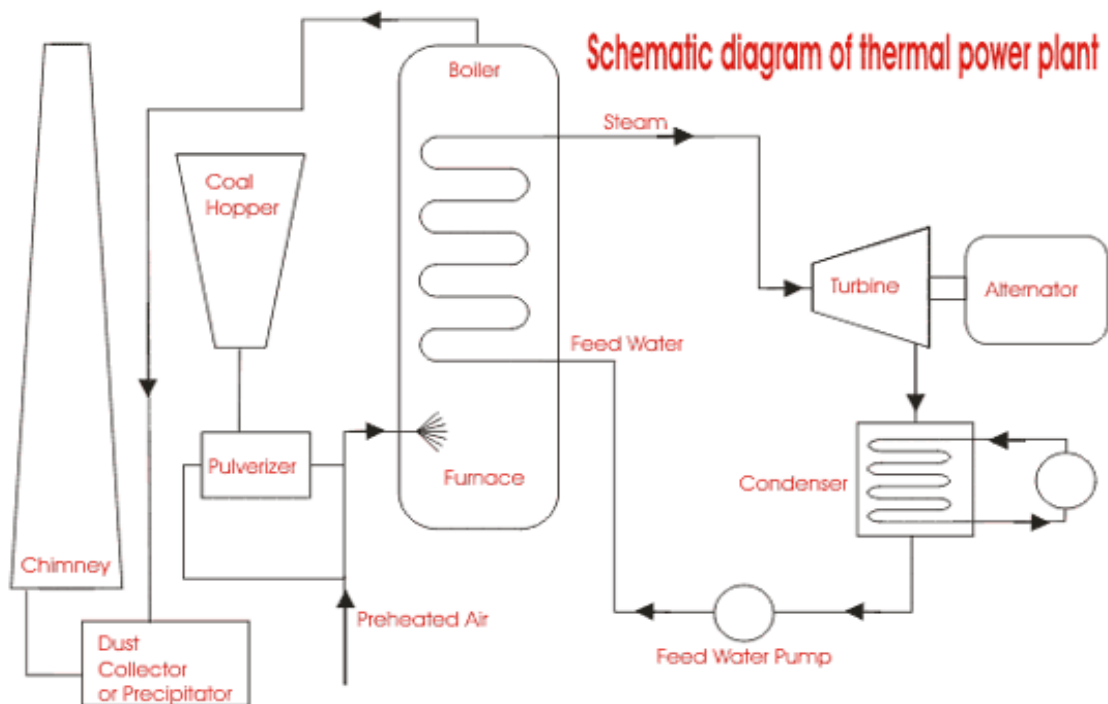 Schematic diagram of thermal power plant
Boiler
Steam
Coal
Hopper
Turbine
Alternator
Feed Water
Pulverizer
Furnace
Condenser
Chimney
Preheated Air
Dust
Collector
or Precipitator
Feed Water Pump